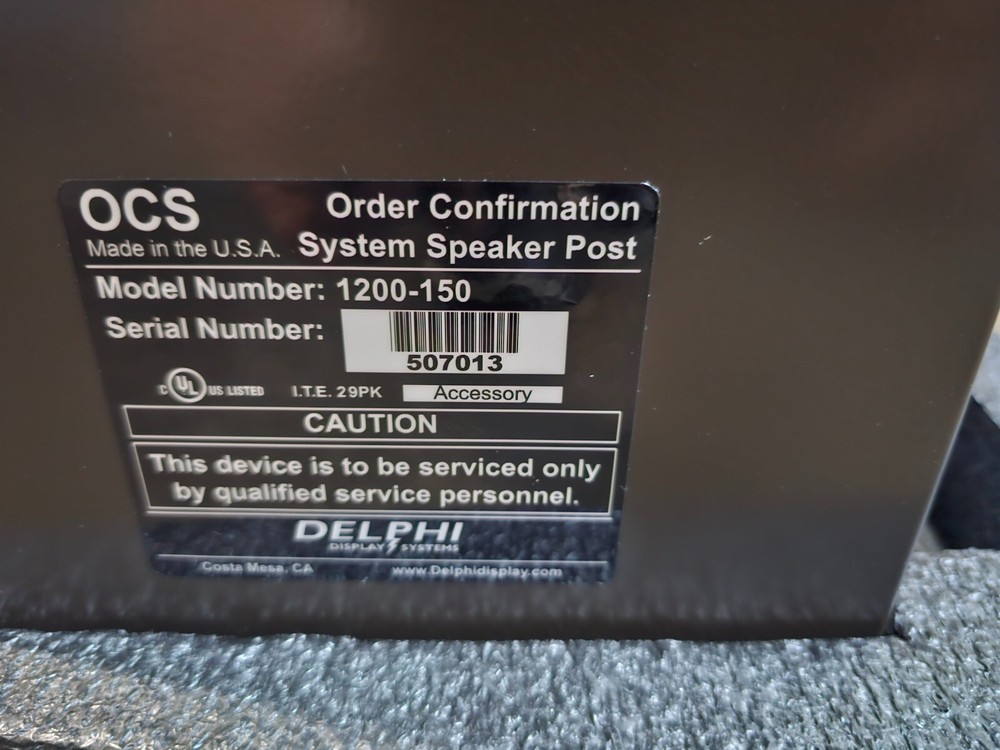 OCS
Order Confirmation
Made in the U.S.A.
System Speaker Post
Model Number: 1200-150
Serial Number:
507013
C UL US LISTED I.T.E. 29PK Accessory
CAUTION
This device is to be serviced only
by qualified service personnel.
DELPHI
DISPLAY SYSTEMS
Costa Mesa, CA www.Delphidisplay.com